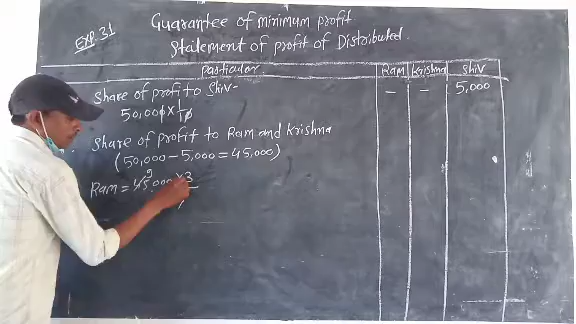 Exp. 31
Guarantee of minimum profit
Statement of profit of Distributed.
Particular Ram Krishna Shiv
Share of profit to Shiv- — — 5,000
50,000 × 1/10
Share of profit to Ram and Krishna
(50,000 - 5,000 = 45,000)
Ram = 45,000 × 3
9